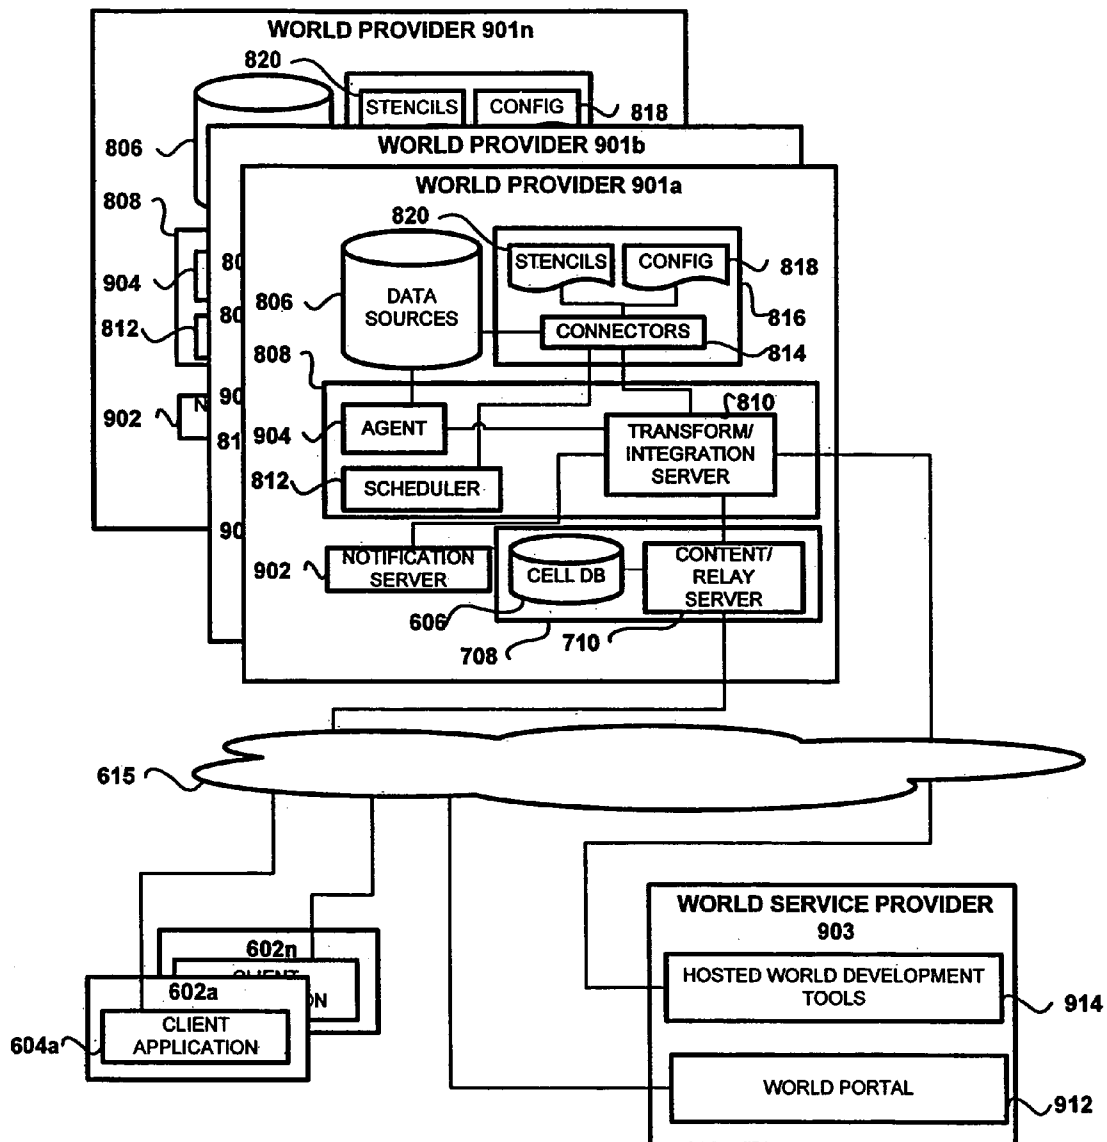 WORLD PROVIDER 901n
820
STENCILS
CONFIG
818
806
808
904
812
902
WORLD PROVIDER 901b
WORLD PROVIDER 901a
820
STENCILS
CONFIG
818
806
DATA
SOURCES
816
CONNECTORS
814
808
810
904
AGENT
TRANSFORM/
INTEGRATION
SERVER
812
SCHEDULER
902
NOTIFICATION
SERVER
CELL DB
CONTENT/
RELAY
SERVER
606
708
710
615
602n
602a
CLIENT
APPLICATION
604a
WORLD SERVICE PROVIDER
903
HOSTED WORLD DEVELOPMENT
TOOLS
914
WORLD PORTAL
912